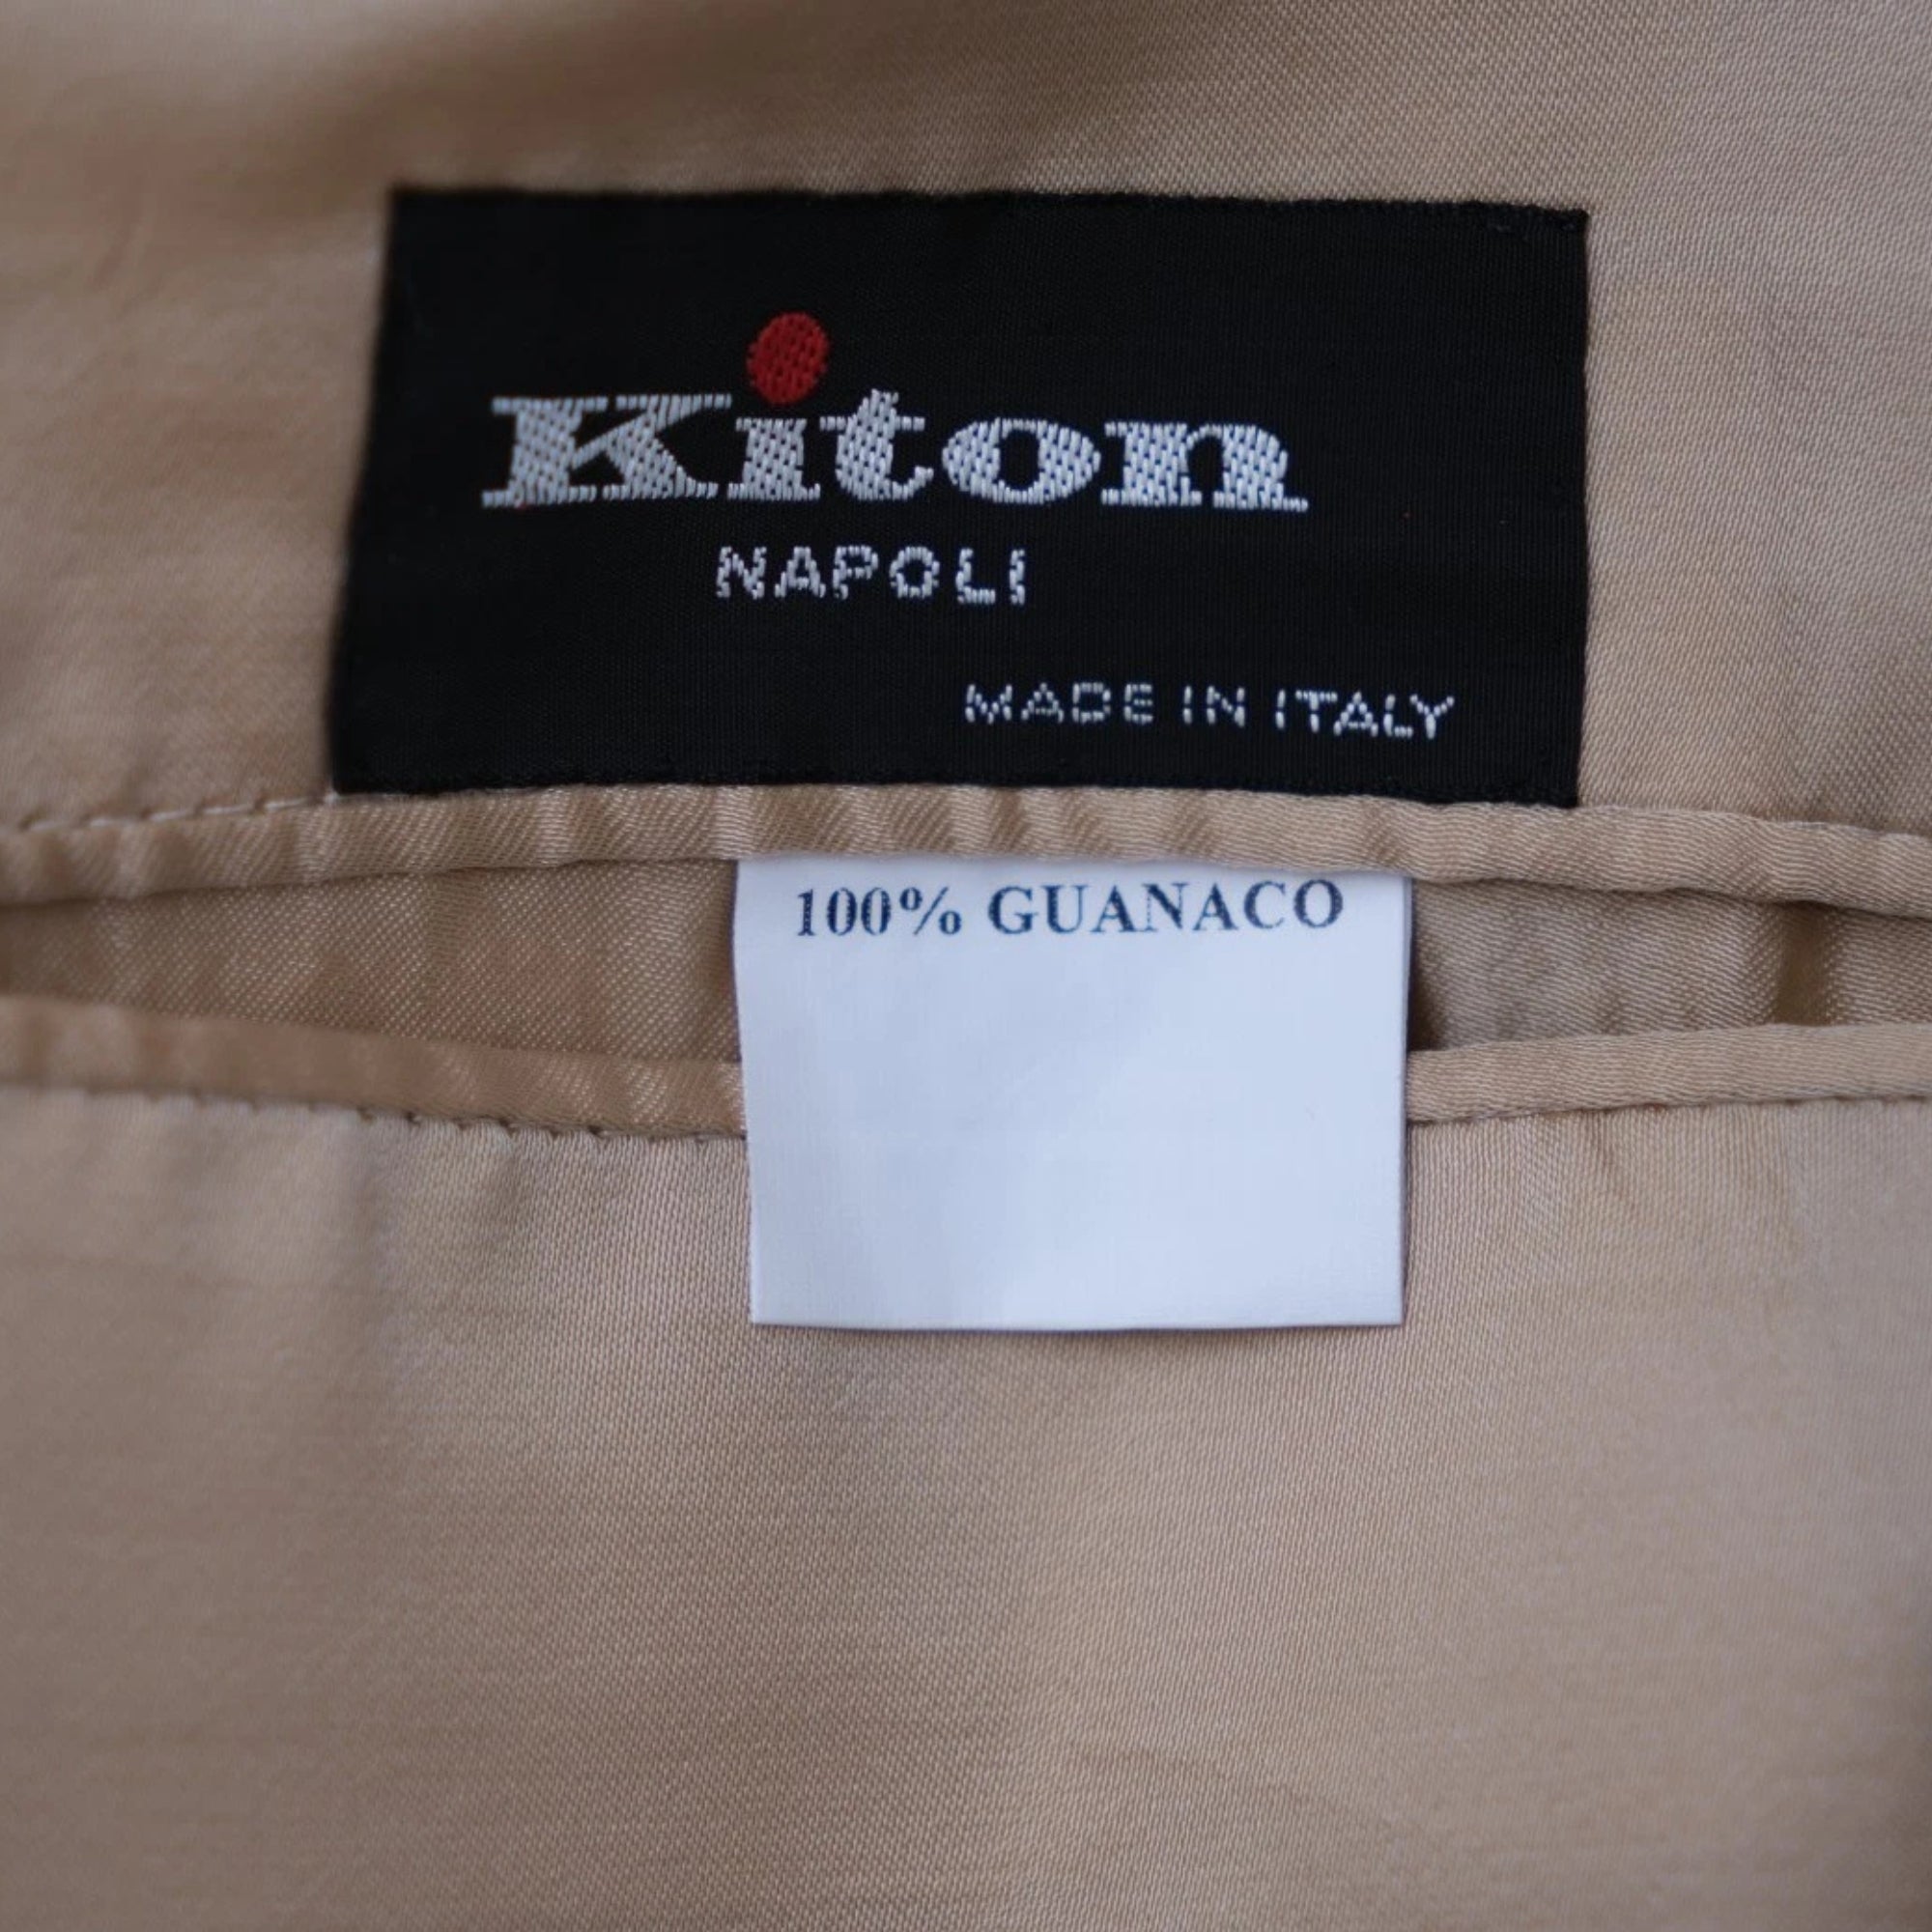 Kiton
NAPOLI
MADE IN ITALY
100% GUANACO